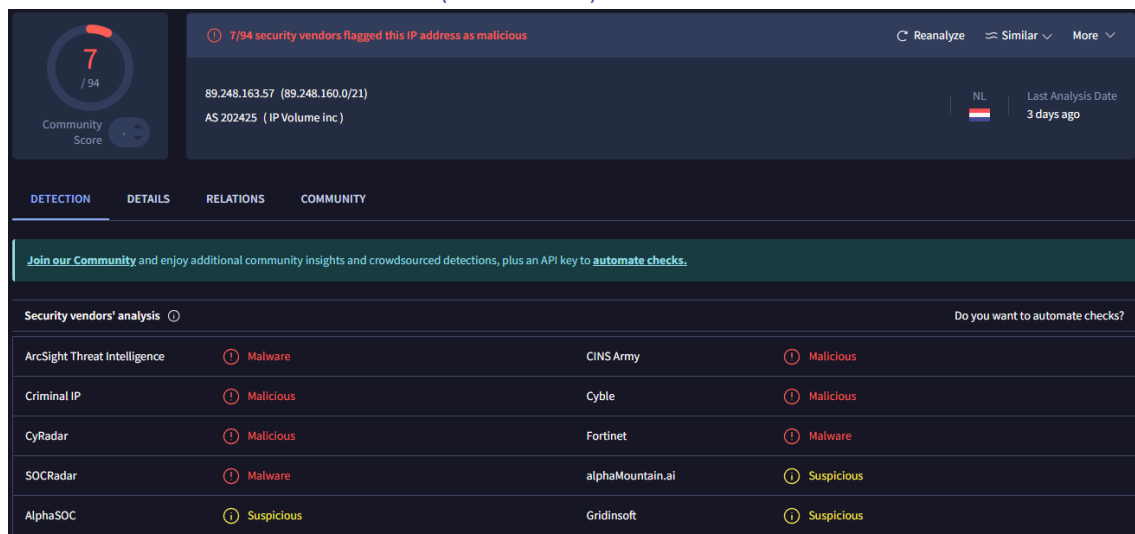 7
/ 94
Community
Score
7/94 security vendors flagged this IP address as malicious
Reanalyze Similar More
89.248.163.57 (89.248.160.0/21)
AS 202425 ( IP Volume inc )
NL
Last Analysis Date
3 days ago
DETECTION DETAILS RELATIONS COMMUNITY
Join our Community and enjoy additional community insights and crowdsourced detections, plus an API key to automate checks.
Security vendors' analysis Do you want to automate checks?
ArcSight Threat Intelligence Malware CINS Army Malicious
Criminal IP Malicious Cyble Malicious
CyRadar Malicious Fortinet Malware
SOCRadar Malware alphaMountain.ai Suspicious
AlphaSOC Suspicious Gridinsoft Suspicious